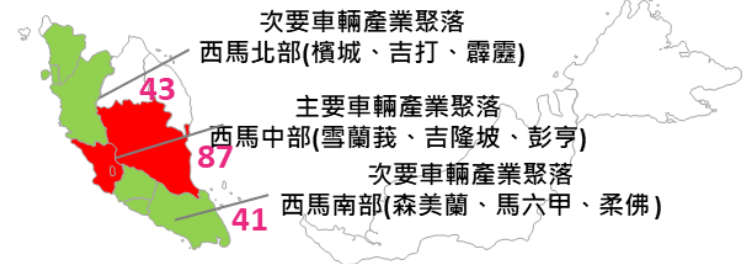 次要車輛產業聚落
西馬北部(檳城、吉打、霹靂)
43
主要車輛產業聚落
西馬中部(雪蘭莪、吉隆坡、彭亨)
87
次要車輛產業聚落
西馬南部(森美蘭、馬六甲、柔佛)
41